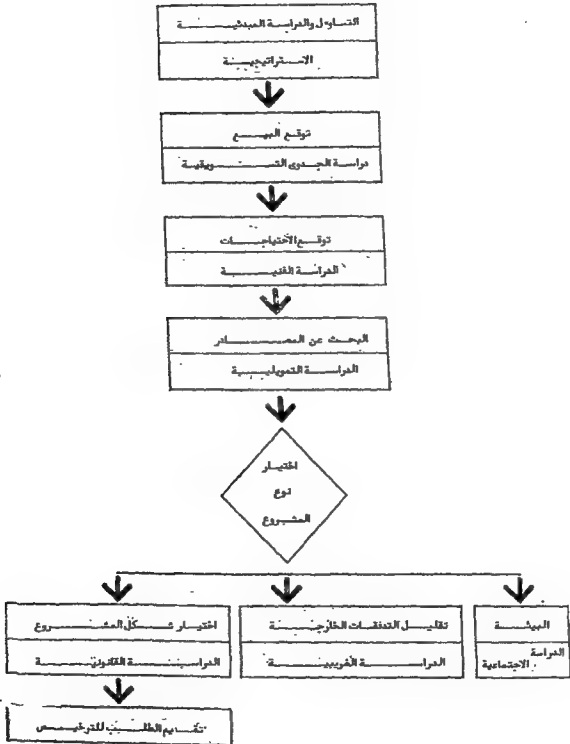 التساؤل والدراسة المبدئية
الاستراتيجية
توقع البيع
دراسة الجدوى التسويقية
توقع الاحتياجات
الدراسة الفنية
البحث عن المصادر
الدراسة التمويلية
اختيار
نوع
المشروع
البيئة
الدراسة
الاجتماعية
تقليل التدفقات الخارجية
الدراسة الضريبية
اختيار شكل المشروع
الدراسة القانونية
تقديم الطلب للترخيص